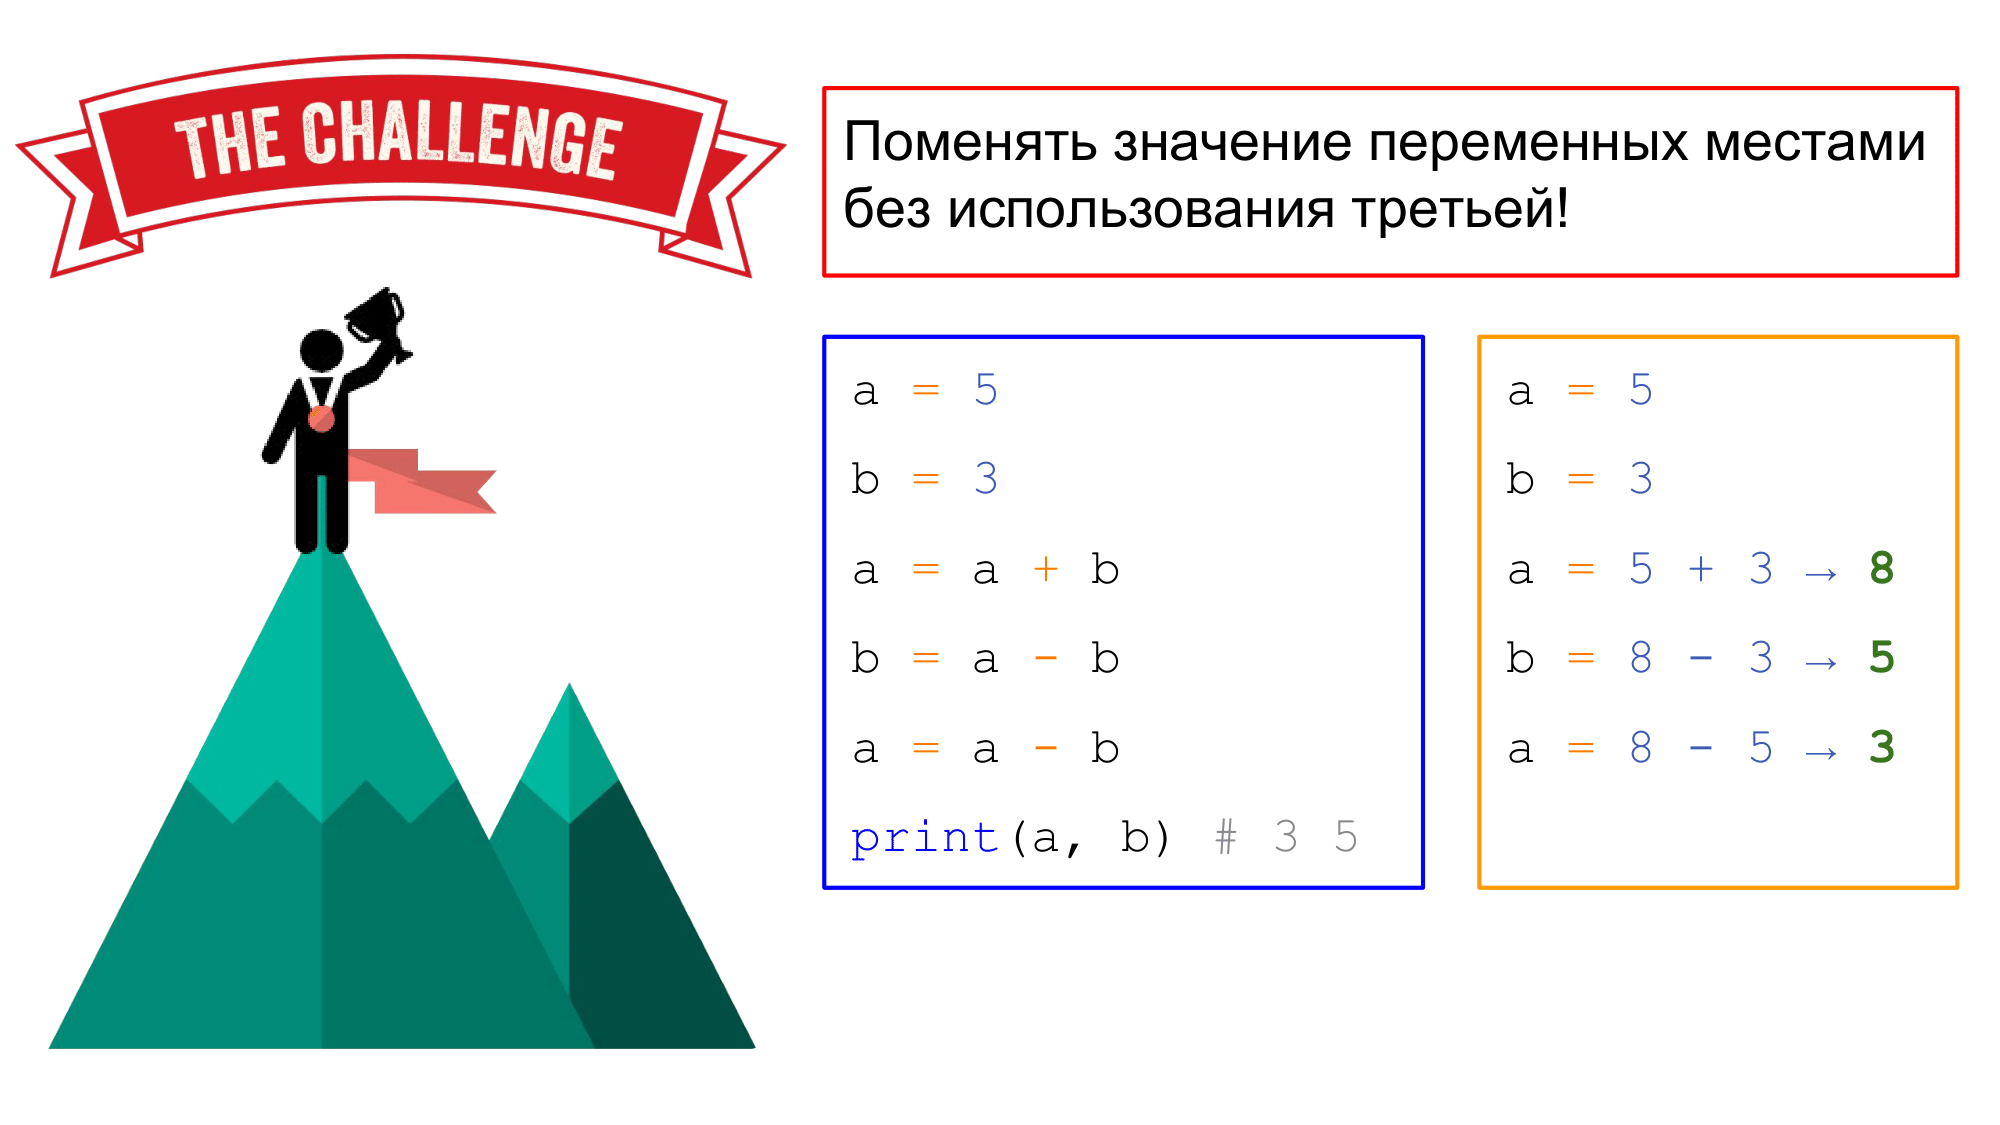 THE CHALLENGE
Поменять значение переменных местами
без использования третьей!
a = 5
b = 3
a = a + b
b = a - b
a = a - b
print(a, b) # 3 5
a = 5
b = 3
a = 5 + 3 → 8
b = 8 - 3 → 5
a = 8 - 5 → 3